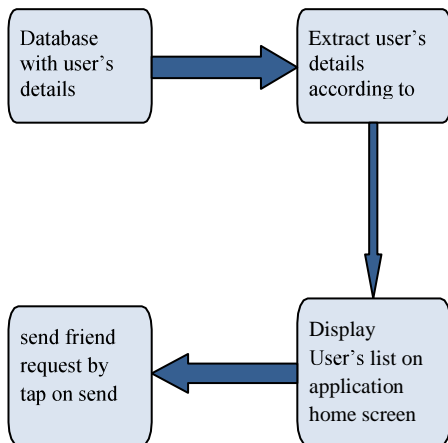 Database
with user's
details
Extract user's
details
according to
Display
User's list on
application
home screen
send friend
request by
tap on send